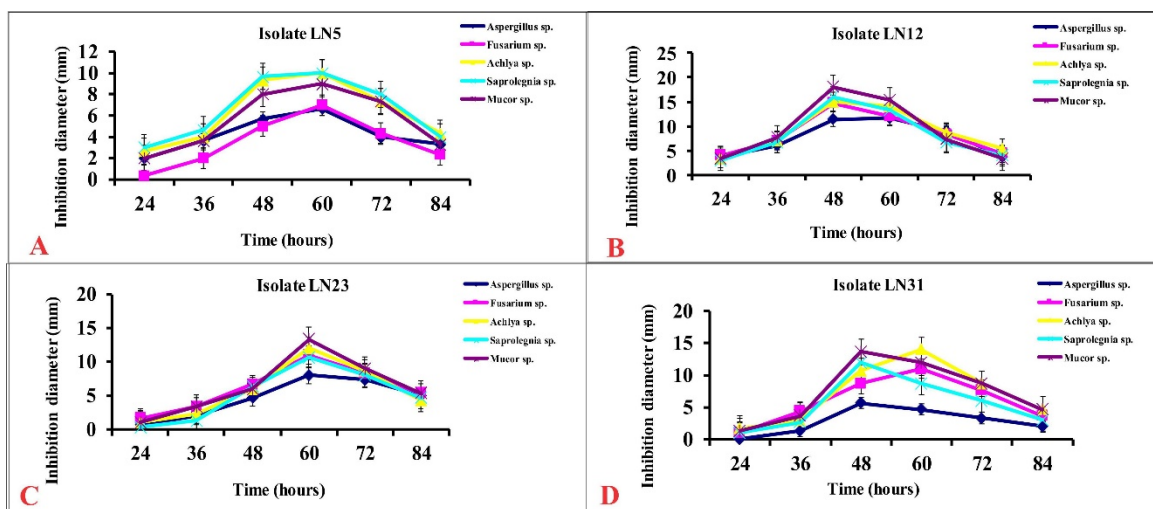 Isolate LN5
Inhibition diameter (mm)
12
10
8
6
4
2
0
24 36 48 60 72 84
Time (hours)
Aspergillus sp.
Fusarium sp.
Achlya sp.
Saprolegnia sp.
Mucor sp.
A
Isolate LN12
Inhibition diameter (mm)
25
20
15
10
5
0
24 36 48 60 72 84
Time (hours)
Aspergillus sp.
Fusarium sp.
Achlya sp.
Saprolegnia sp.
Mucor sp.
B
Isolate LN23
Inhibition diameter (mm)
20
15
10
5
0
24 36 48 60 72 84
Time (hours)
Aspergillus sp.
Fusarium sp.
Achlya sp.
Saprolegnia sp.
Mucor sp.
C
Isolate LN31
Inhibition diameter (mm)
20
15
10
5
0
24 36 48 60 72 84
Time (hours)
Aspergillus sp.
Fusarium sp.
Achlya sp.
Saprolegnia sp.
Mucor sp.
D